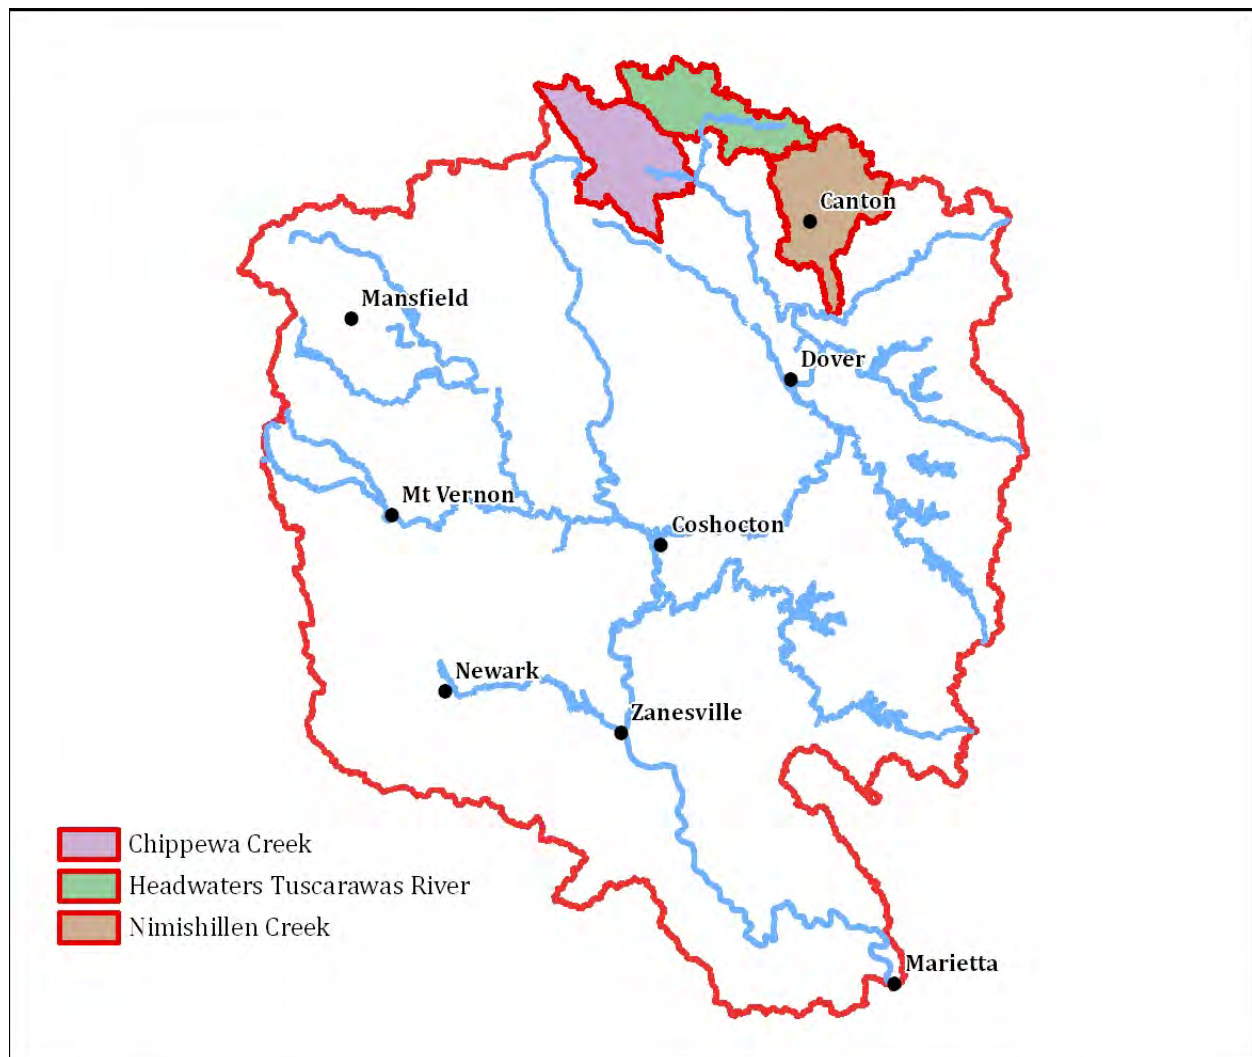 Canton
Mansfield
Dover
Mt Vernon
Coshocton
Newark
Zanesville
Chippewa Creek
Headwaters Tuscarawas River
Nimishillen Creek
Marietta